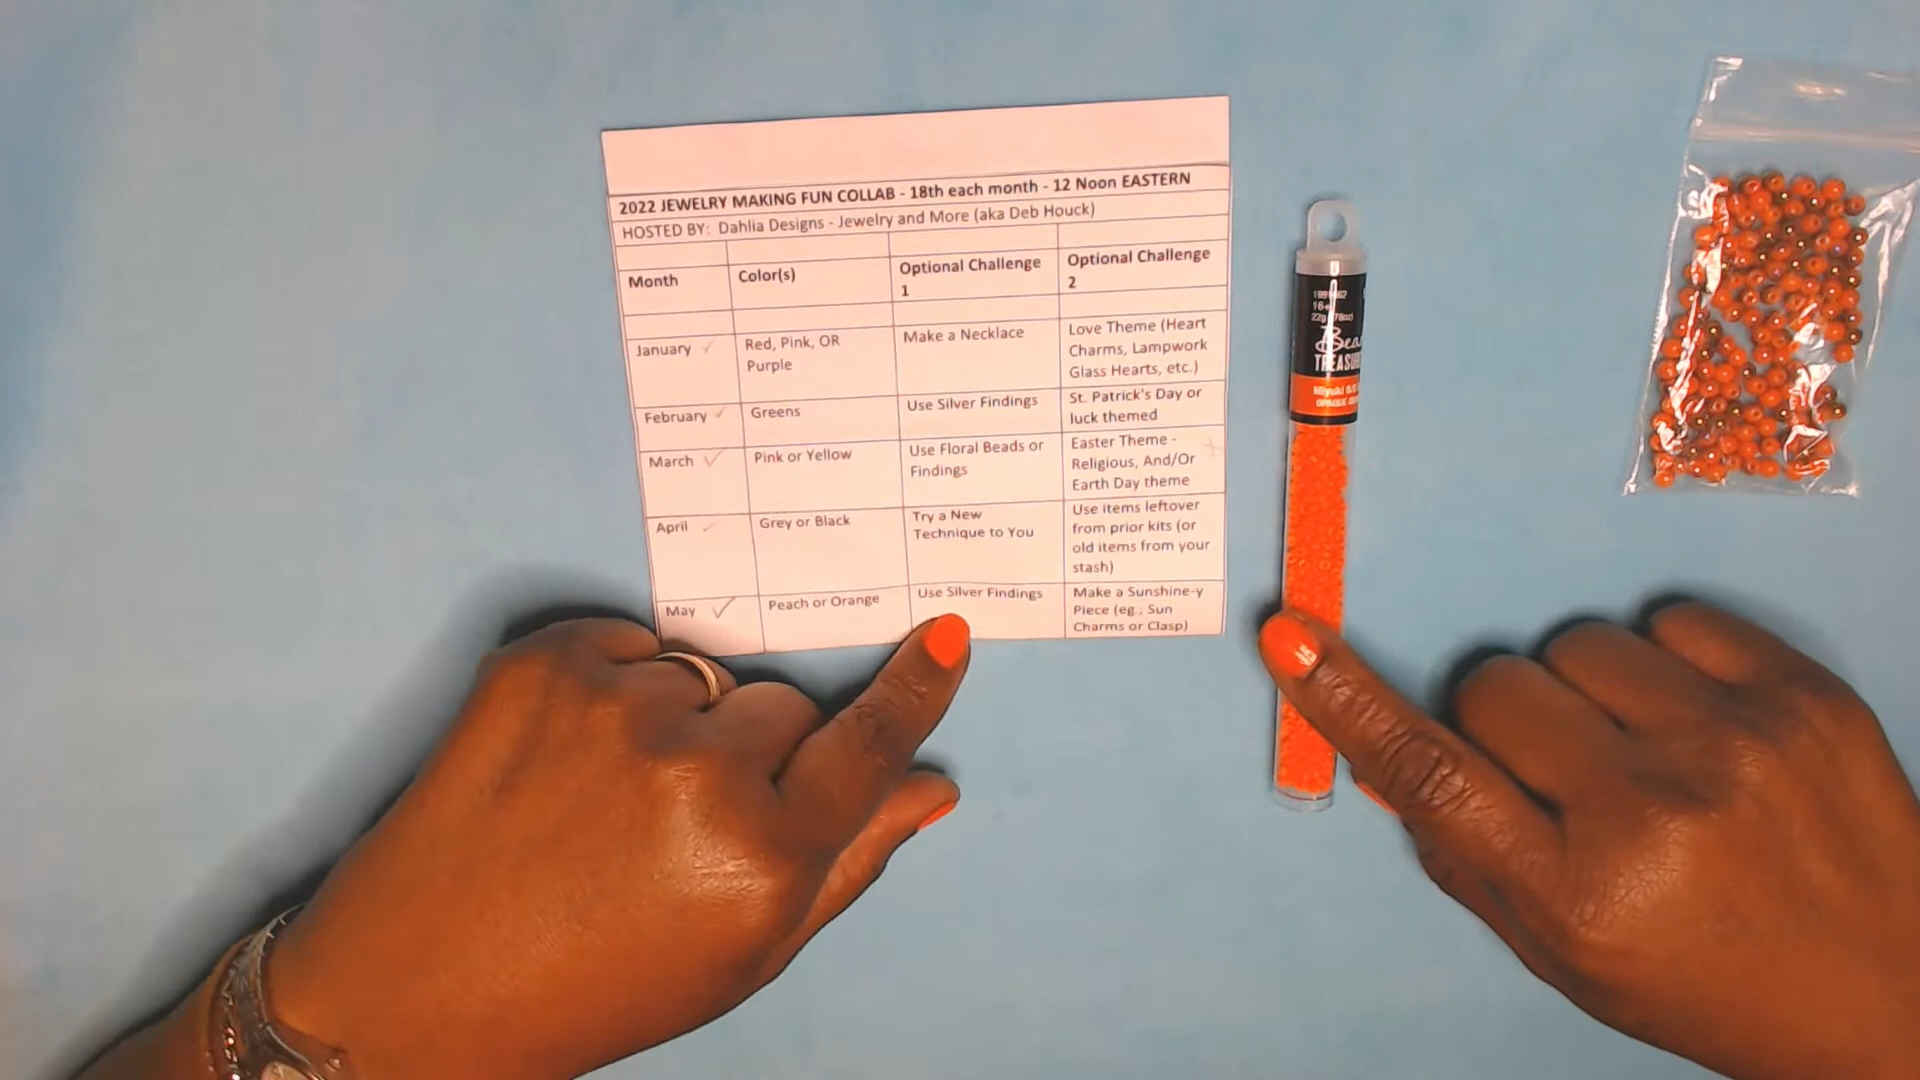 2022 JEWELRY MAKING FUN COLLAB - 18th each month - 12 Noon EASTERN
HOSTED BY: Dahlia Designs - Jewelry and More (aka Deb Houck)
Month
Color(s)
Optional Challenge
1
Optional Challenge
2
January
Red, Pink, OR
Purple
Make a Necklace
Love Theme (Heart
Charms, Lampwork
Glass Hearts, etc.)
February
Greens
Use Silver Findings
St. Patrick's Day or
luck themed
March
Pink or Yellow
Use Floral Beads or
Findings
Easter Theme -
Religious, And/Or
Earth Day theme
April
Grey or Black
Try a New
Technique to You
Use items leftover
from prior kits (or
old items from your
stash)
May
Peach or Orange
Use Silver Findings
Make a Sunshine-y
Piece (eg.; Sun
Charms or Clasp)
Miyuki